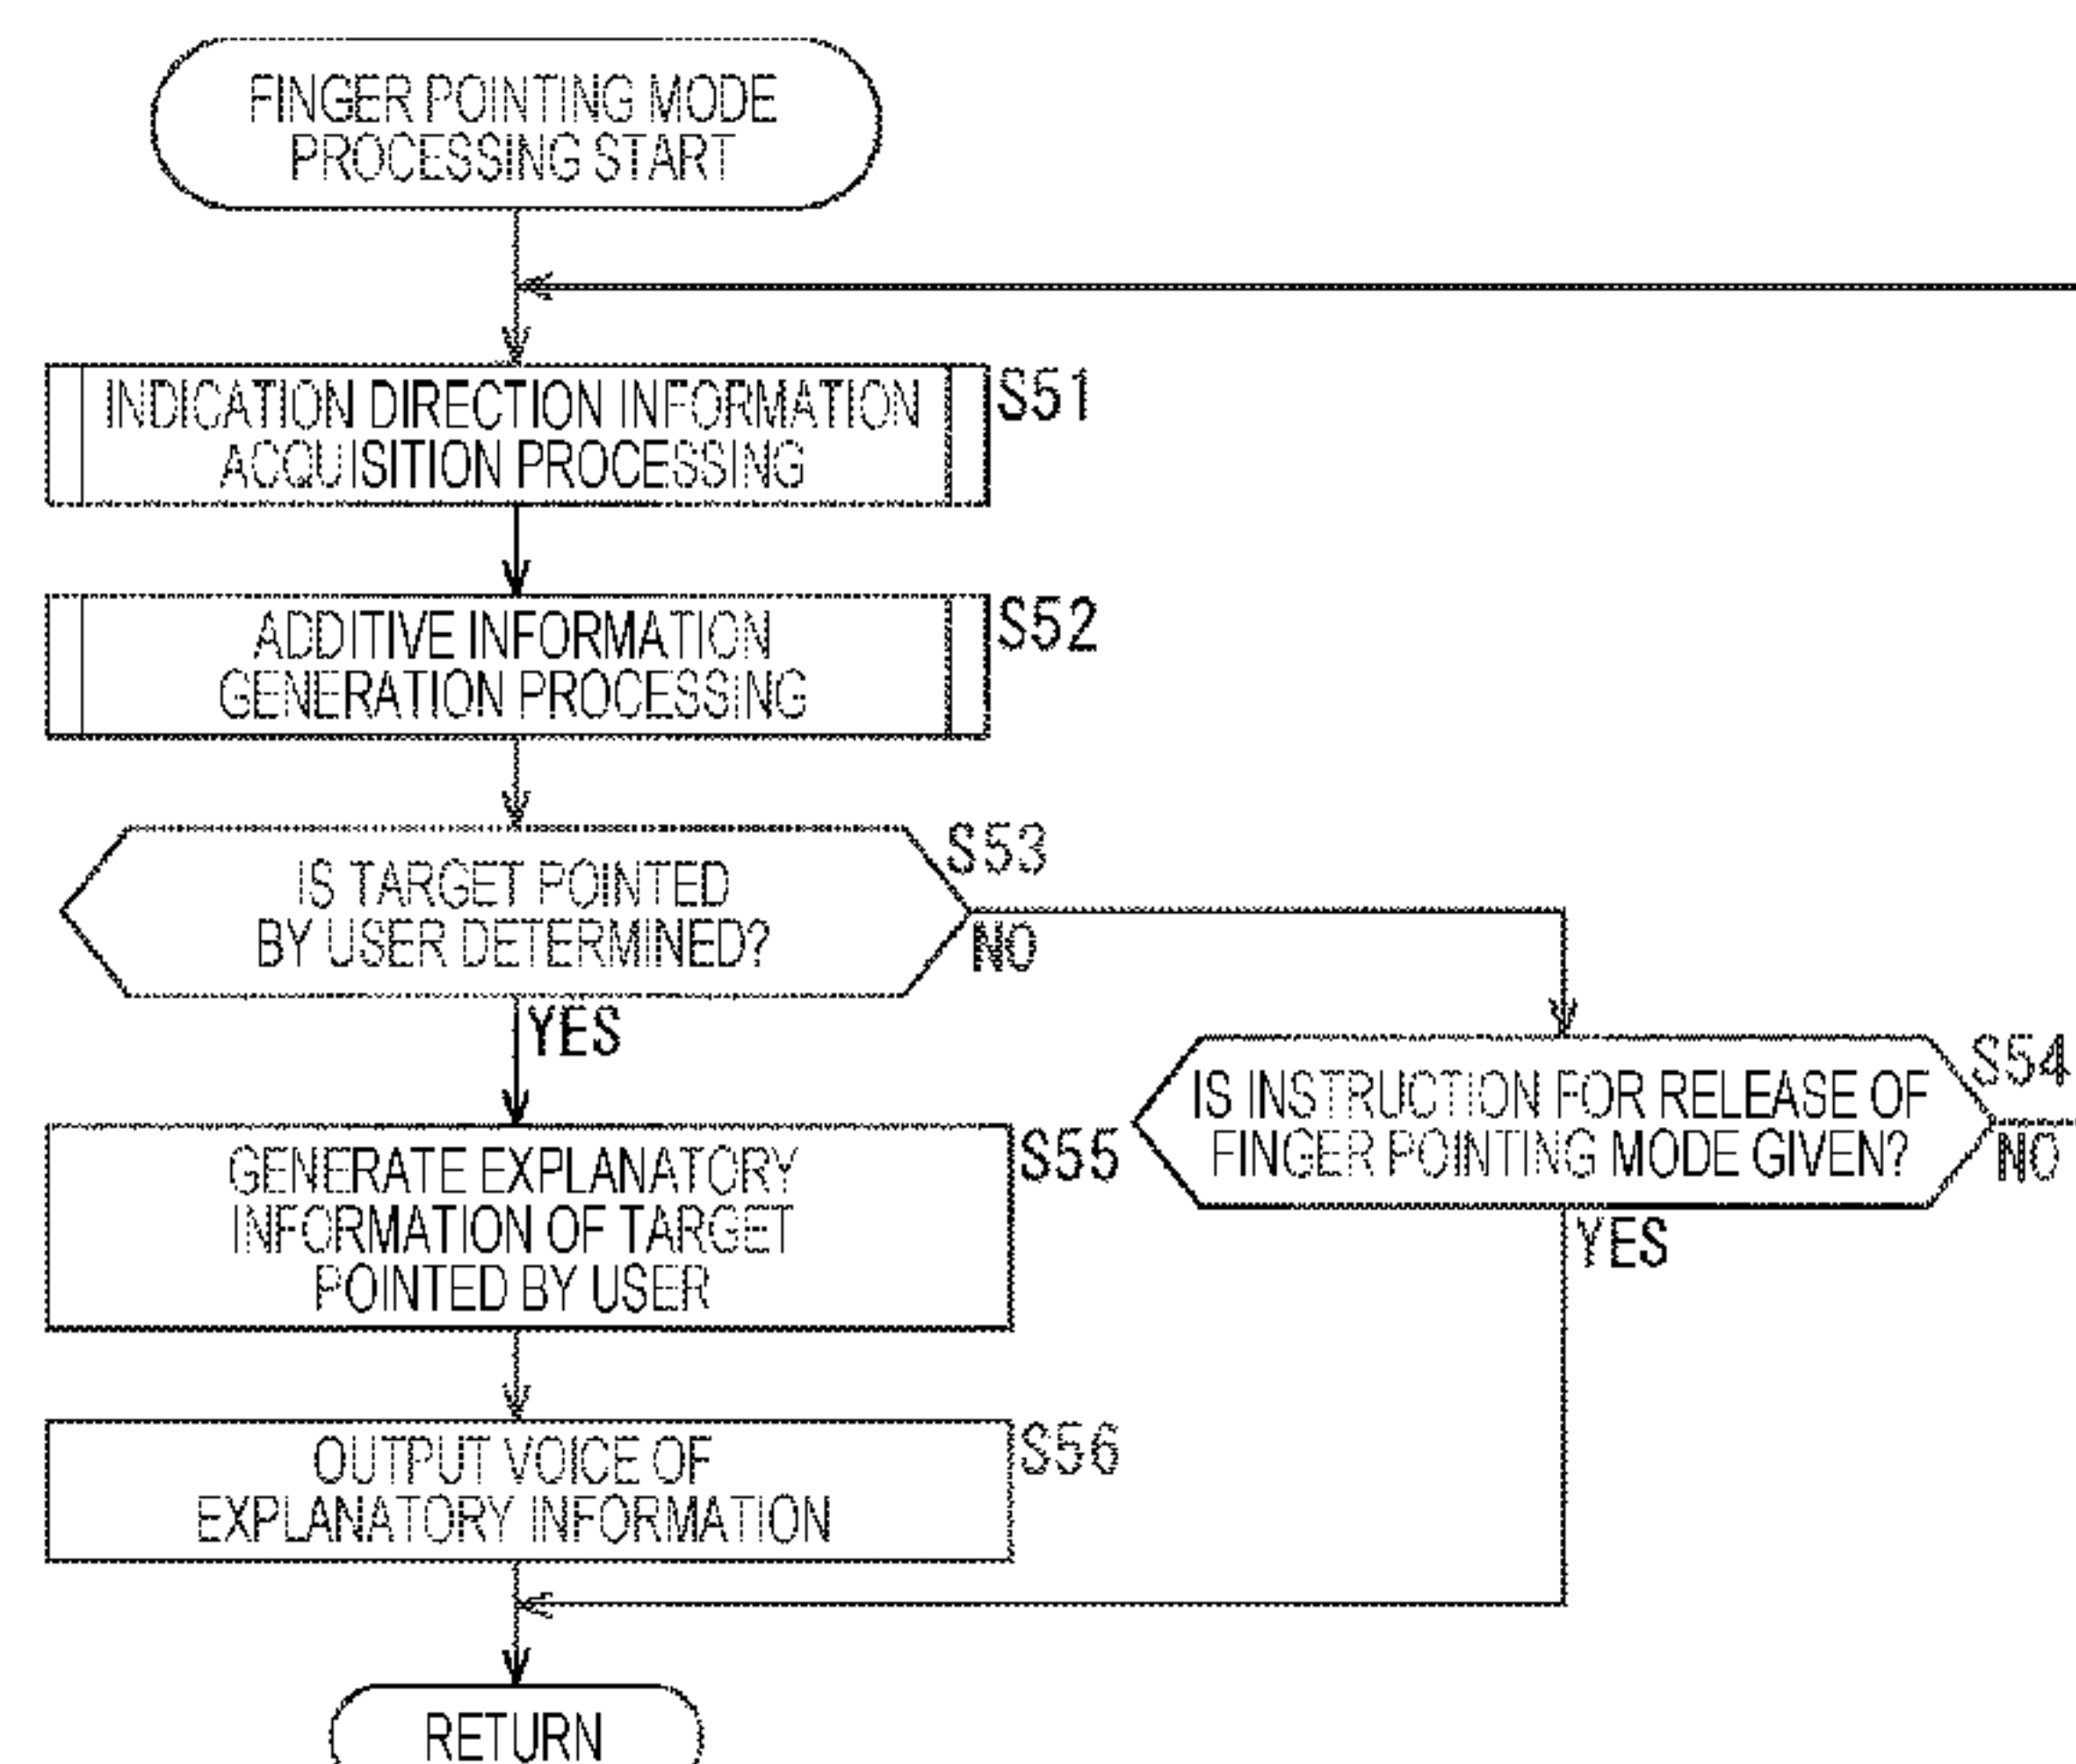 FINGER POINTING MODE
PROCESSING START
INDICATION DIRECTION INFORMATION
ACQUISITION PROCESSING
S51
ADDITIVE INFORMATION
GENERATION PROCESSING
S52
IS TARGET POINTED
BY USER DETERMINED?
S53
NO
YES
IS INSTRUCTION FOR RELEASE OF
FINGER POINTING MODE GIVEN?
S54
NO
YES
GENERATE EXPLANATORY
INFORMATION OF TARGET
POINTED BY USER
S55
OUTPUT VOICE OF
EXPLANATORY INFORMATION
S56
RETURN